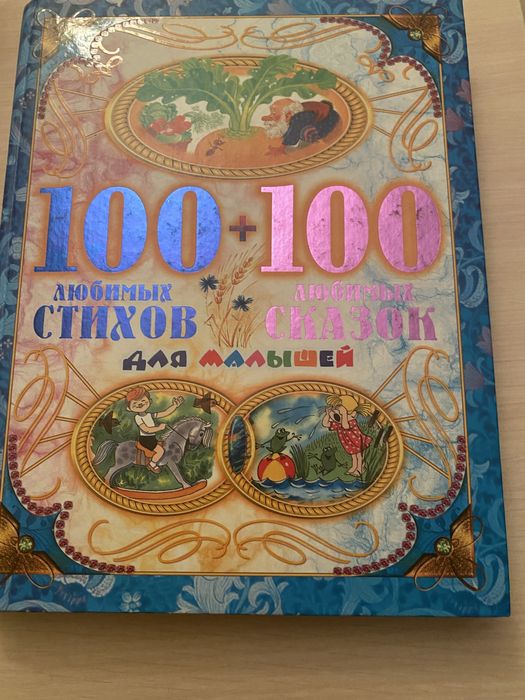 100+100
ЛЮБИМЫХ ЛЮБИМЫХ
СТИХОВ СКАЗОК
ДЛЯ МАЛЫШЕЙ